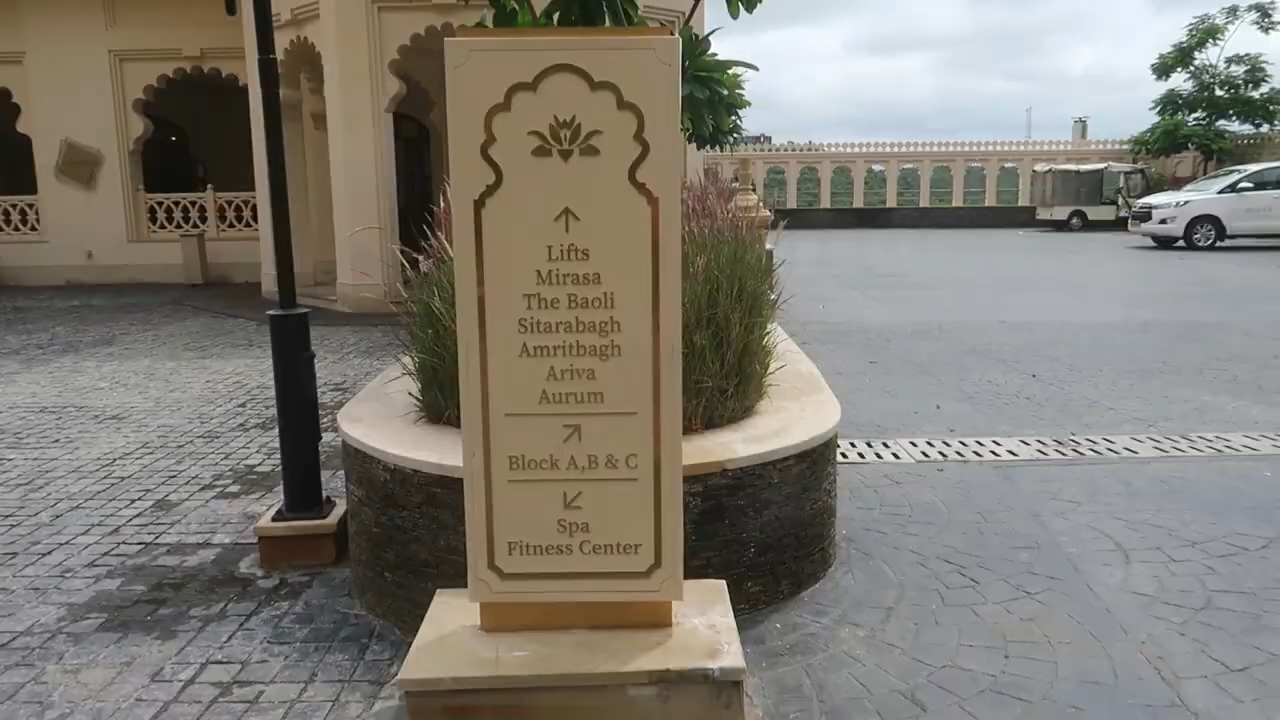 Lifts
Mirasa
The Baoli
Sitarabagh
Amritbagh
Ariva
Aurum
Block A,B & C
Spa
Fitness Center